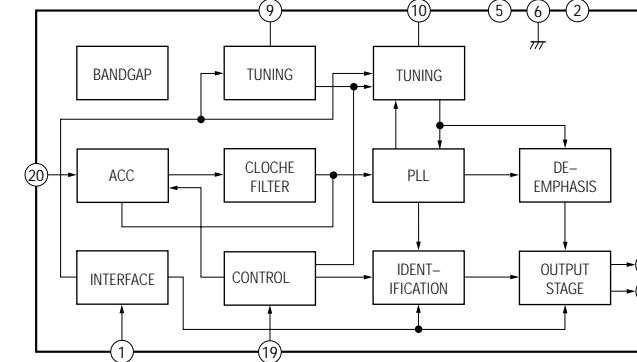 9
10
5
6
2
BANDGAP
TUNING
TUNING
20
ACC
CLOCHE
FILTER
PLL
DE–
EMPHASIS
INTERFACE
CONTROL
IDENT–
IFICATION
OUTPUT
STAGE
1
19